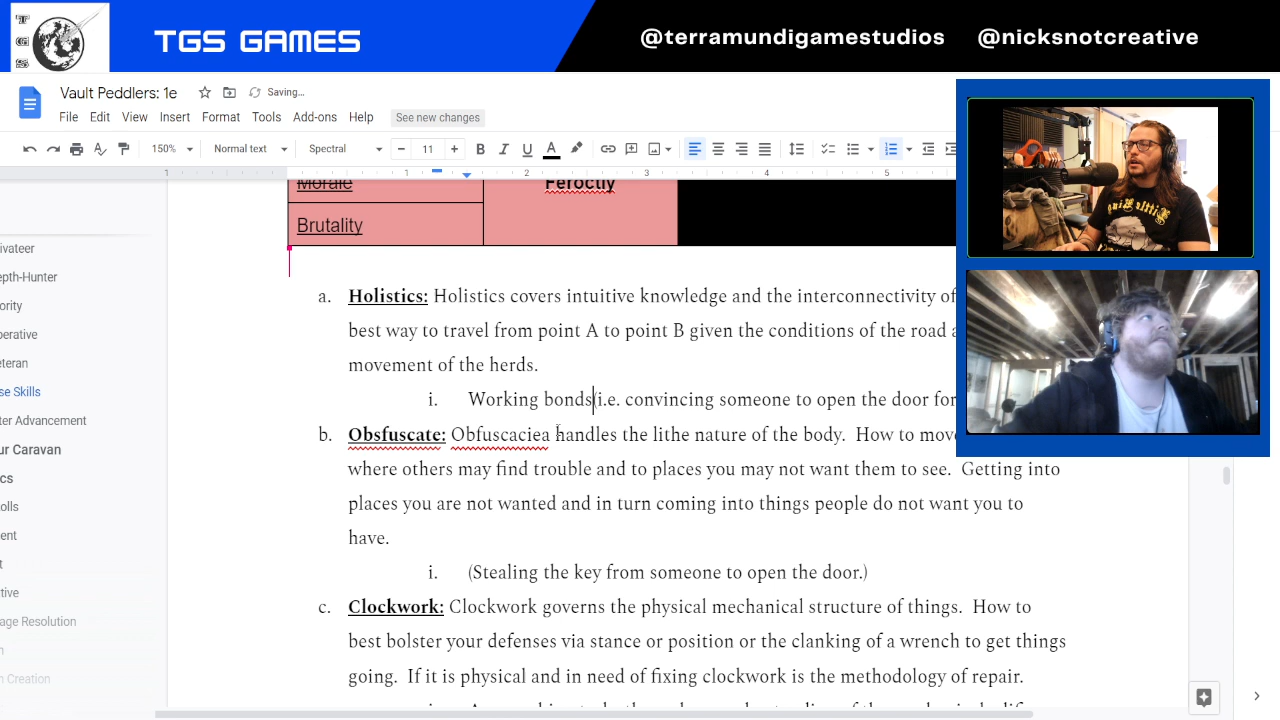 T
G
S
TGS GAMES
@terramundigamestudios @nicksnotcreative
Vault Peddlers: 1e
Saving...
File Edit View Insert Format Tools Add-ons Help
See new changes
150%
Normal text
Spectral
11
B I U A
1 1 2 3 4 5
Morale
Ferocity
Brutality
ivateer
epth-Hunter
iority
perative
eteran
se Skills
ter Advancement
ur Caravan
cs
olls
ent
t
tive
age Resolution
n
n Creation
a. Holistics: Holistics covers intuitive knowledge and the interconnectivity of
best way to travel from point A to point B given the conditions of the road a
movement of the herds.
i. Working bonds(i.e. convincing someone to open the door for
b. Obsfuscate: Obfuscaciea handles the lithe nature of the body. How to move
where others may find trouble and to places you may not want them to see. Getting into
places you are not wanted and in turn coming into things people do not want you to
have.
i. (Stealing the key from someone to open the door.)
c. Clockwork: Clockwork governs the physical mechanical structure of things. How to
best bolster your defenses via stance or position or the clanking of a wrench to get things
going. If it is physical and in need of fixing clockwork is the methodology of repair.